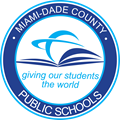 MIAMI-DADE COUNTY
giving our students
the world
PUBLIC SCHOOLS